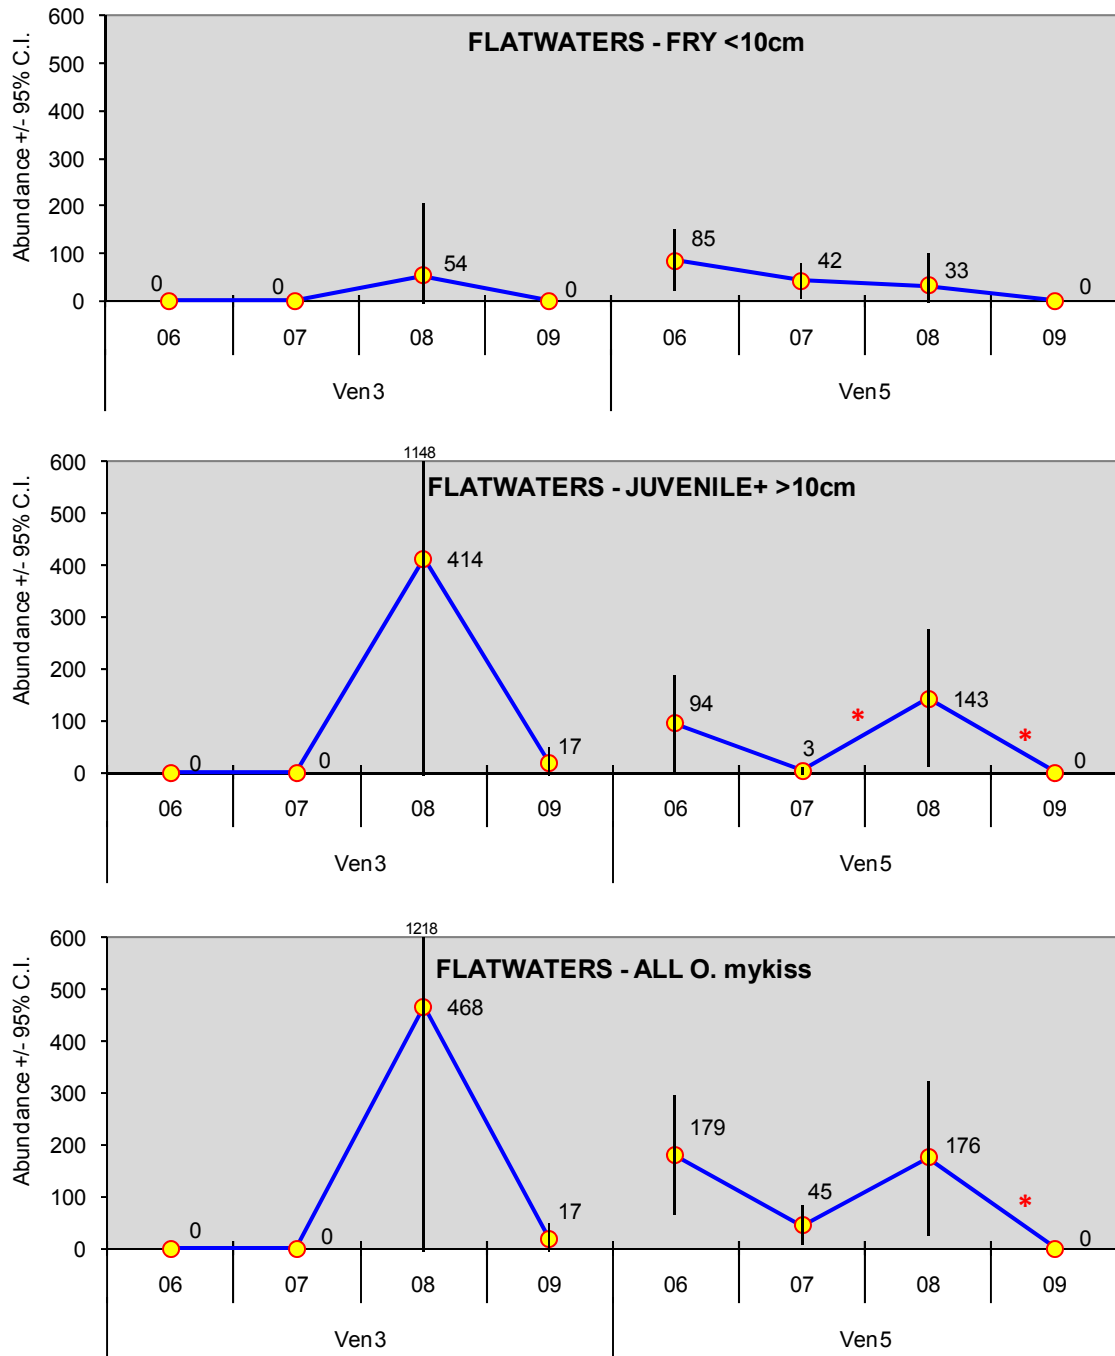 FLATWATERS - FRY <10cm
Abundance +/- 95% C.I.
600
500
400
300
200
100
0
0 0 54 0 85 42 33 0
06 07 08 09 06 07 08 09
Ven3 Ven5
1148
FLATWATERS - JUVENILE+ >10cm
Abundance +/- 95% C.I.
600
500
400
300
200
100
0
0 0 414 17 94 3 * 143 * 0
06 07 08 09 06 07 08 09
Ven3 Ven5
1218
FLATWATERS - ALL O. mykiss
Abundance +/- 95% C.I.
600
500
400
300
200
100
0
0 0 468 17 179 45 176 * 0
06 07 08 09 06 07 08 09
Ven3 Ven5